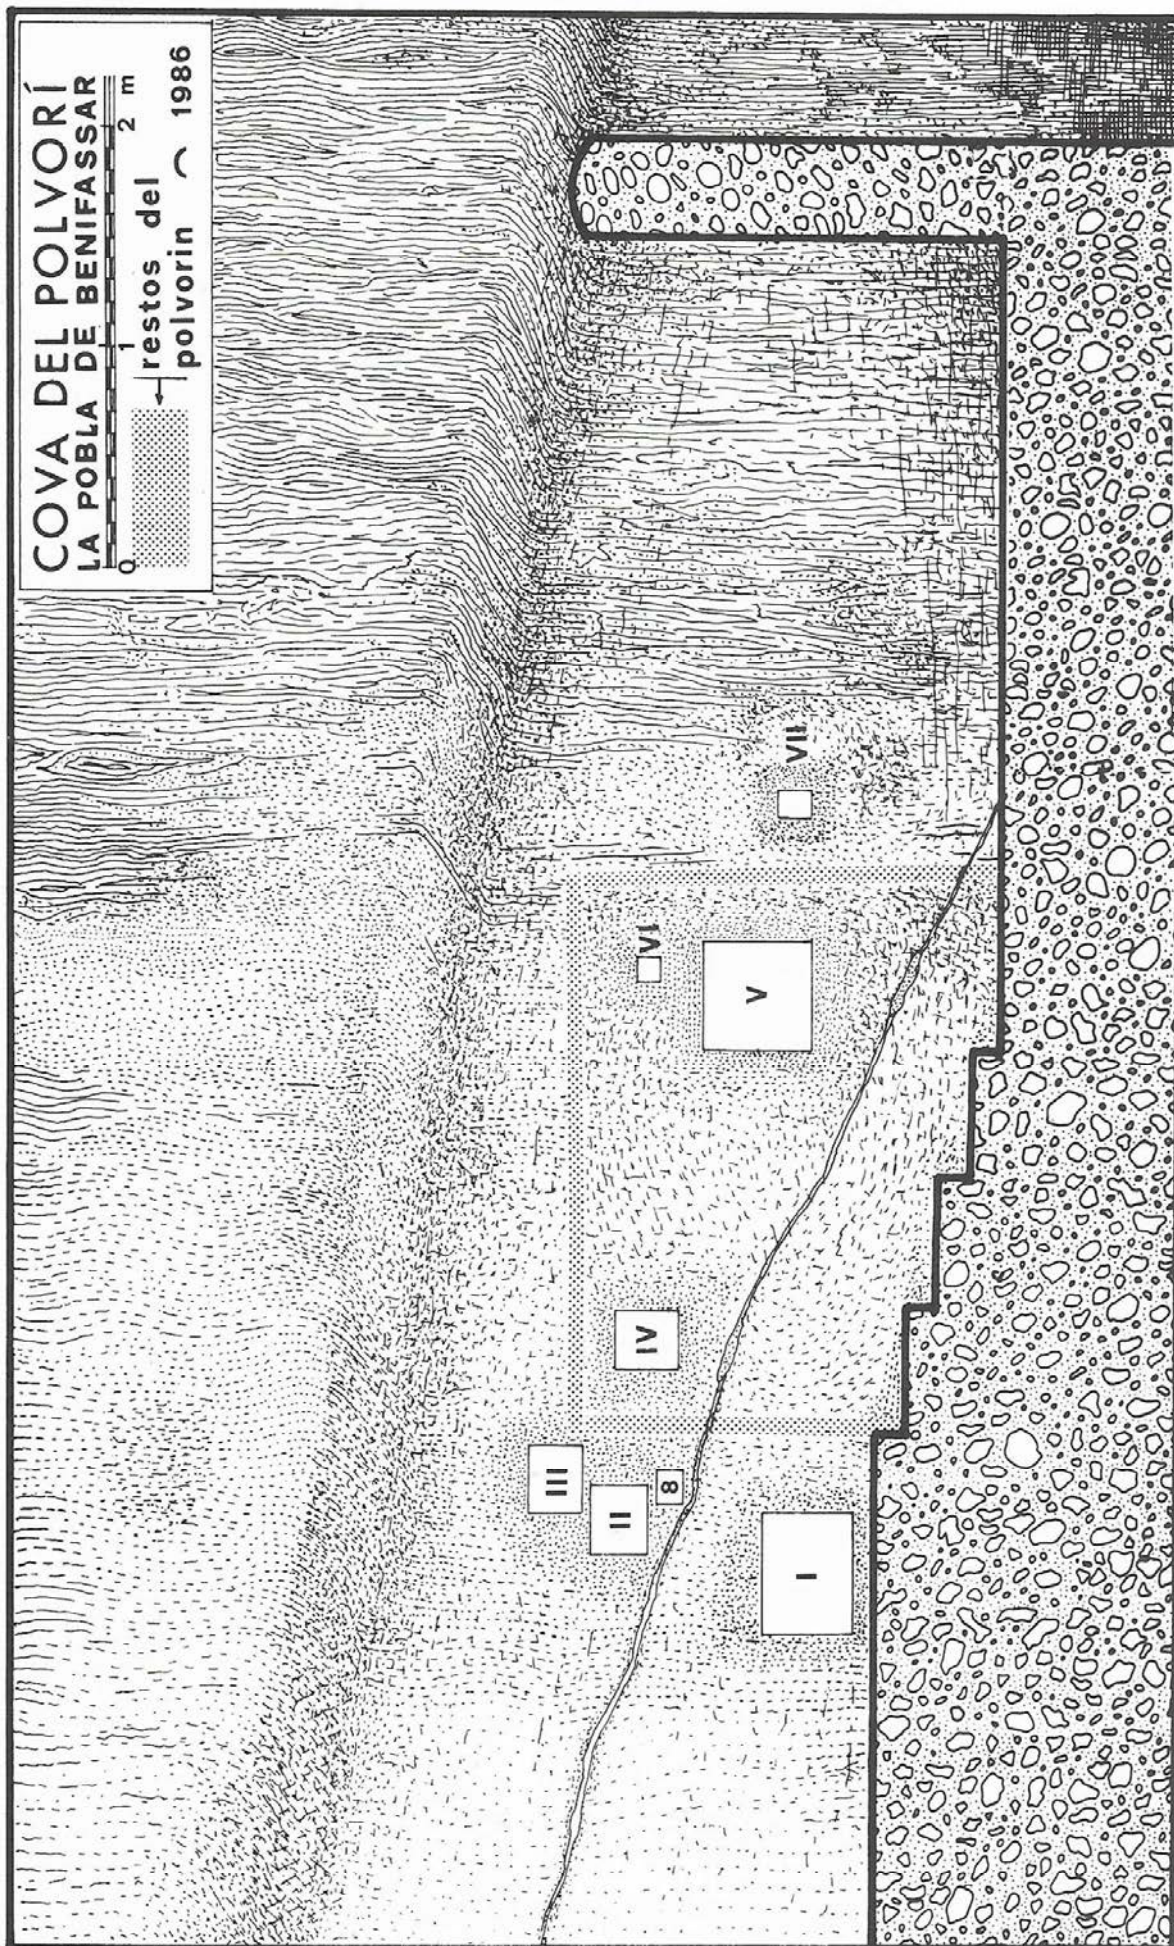 COVA DEL POLVORÍ
LA POBLA DE BENIFASSAR
0 1 2 m
restos del
polvorin 1986
I
II
III
8
IV
V
VI
VII